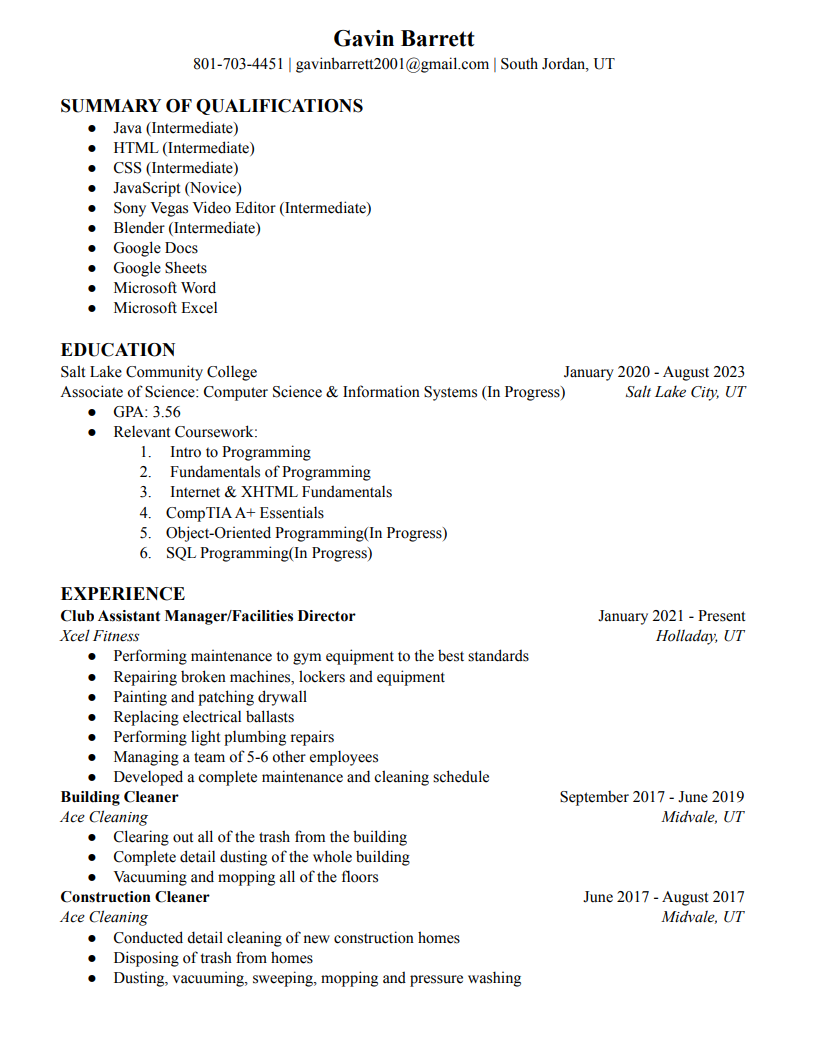 Gavin Barrett
801-703-4451 | gavinbarrett2001@gmail.com | South Jordan, UT
SUMMARY OF QUALIFICATIONS
● Java (Intermediate)
● HTML (Intermediate)
● CSS (Intermediate)
● JavaScript (Novice)
● Sony Vegas Video Editor (Intermediate)
● Blender (Intermediate)
● Google Docs
● Google Sheets
● Microsoft Word
● Microsoft Excel
EDUCATION
Salt Lake Community College January 2020 - August 2023
Associate of Science: Computer Science & Information Systems (In Progress) Salt Lake City, UT
● GPA: 3.56
● Relevant Coursework:
1. Intro to Programming
2. Fundamentals of Programming
3. Internet & XHTML Fundamentals
4. CompTIA A+ Essentials
5. Object-Oriented Programming(In Progress)
6. SQL Programming(In Progress)
EXPERIENCE
Club Assistant Manager/Facilities Director January 2021 - Present
Xcel Fitness Holladay, UT
● Performing maintenance to gym equipment to the best standards
● Repairing broken machines, lockers and equipment
● Painting and patching drywall
● Replacing electrical ballasts
● Performing light plumbing repairs
● Managing a team of 5-6 other employees
● Developed a complete maintenance and cleaning schedule
Building Cleaner September 2017 - June 2019
Ace Cleaning Midvale, UT
● Clearing out all of the trash from the building
● Complete detail dusting of the whole building
● Vacuuming and mopping all of the floors
Construction Cleaner June 2017 - August 2017
Ace Cleaning Midvale, UT
● Conducted detail cleaning of new construction homes
● Disposing of trash from homes
● Dusting, vacuuming, sweeping, mopping and pressure washing